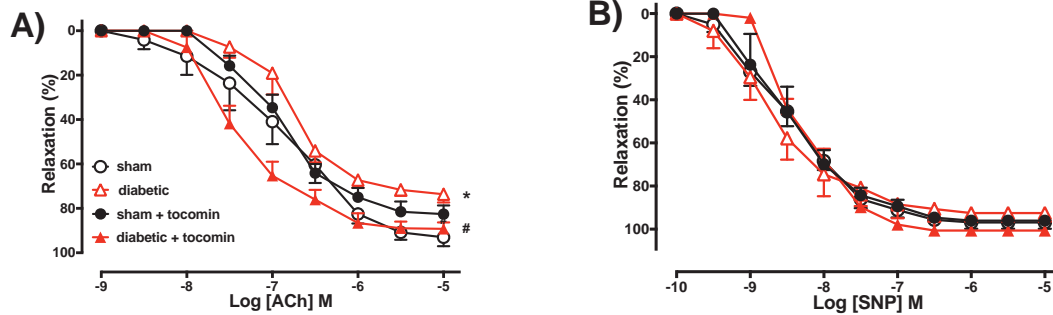 A)
Relaxation (%)
0
20
40
60
80
100
sham
diabetic
sham + tocomin
diabetic + tocomin
*
#
-9 -8 -7 -6 -5
Log [ACh] M
B)
Relaxation (%)
0
20
40
60
80
100
-10 -9 -8 -7 -6 -5
Log [SNP] M